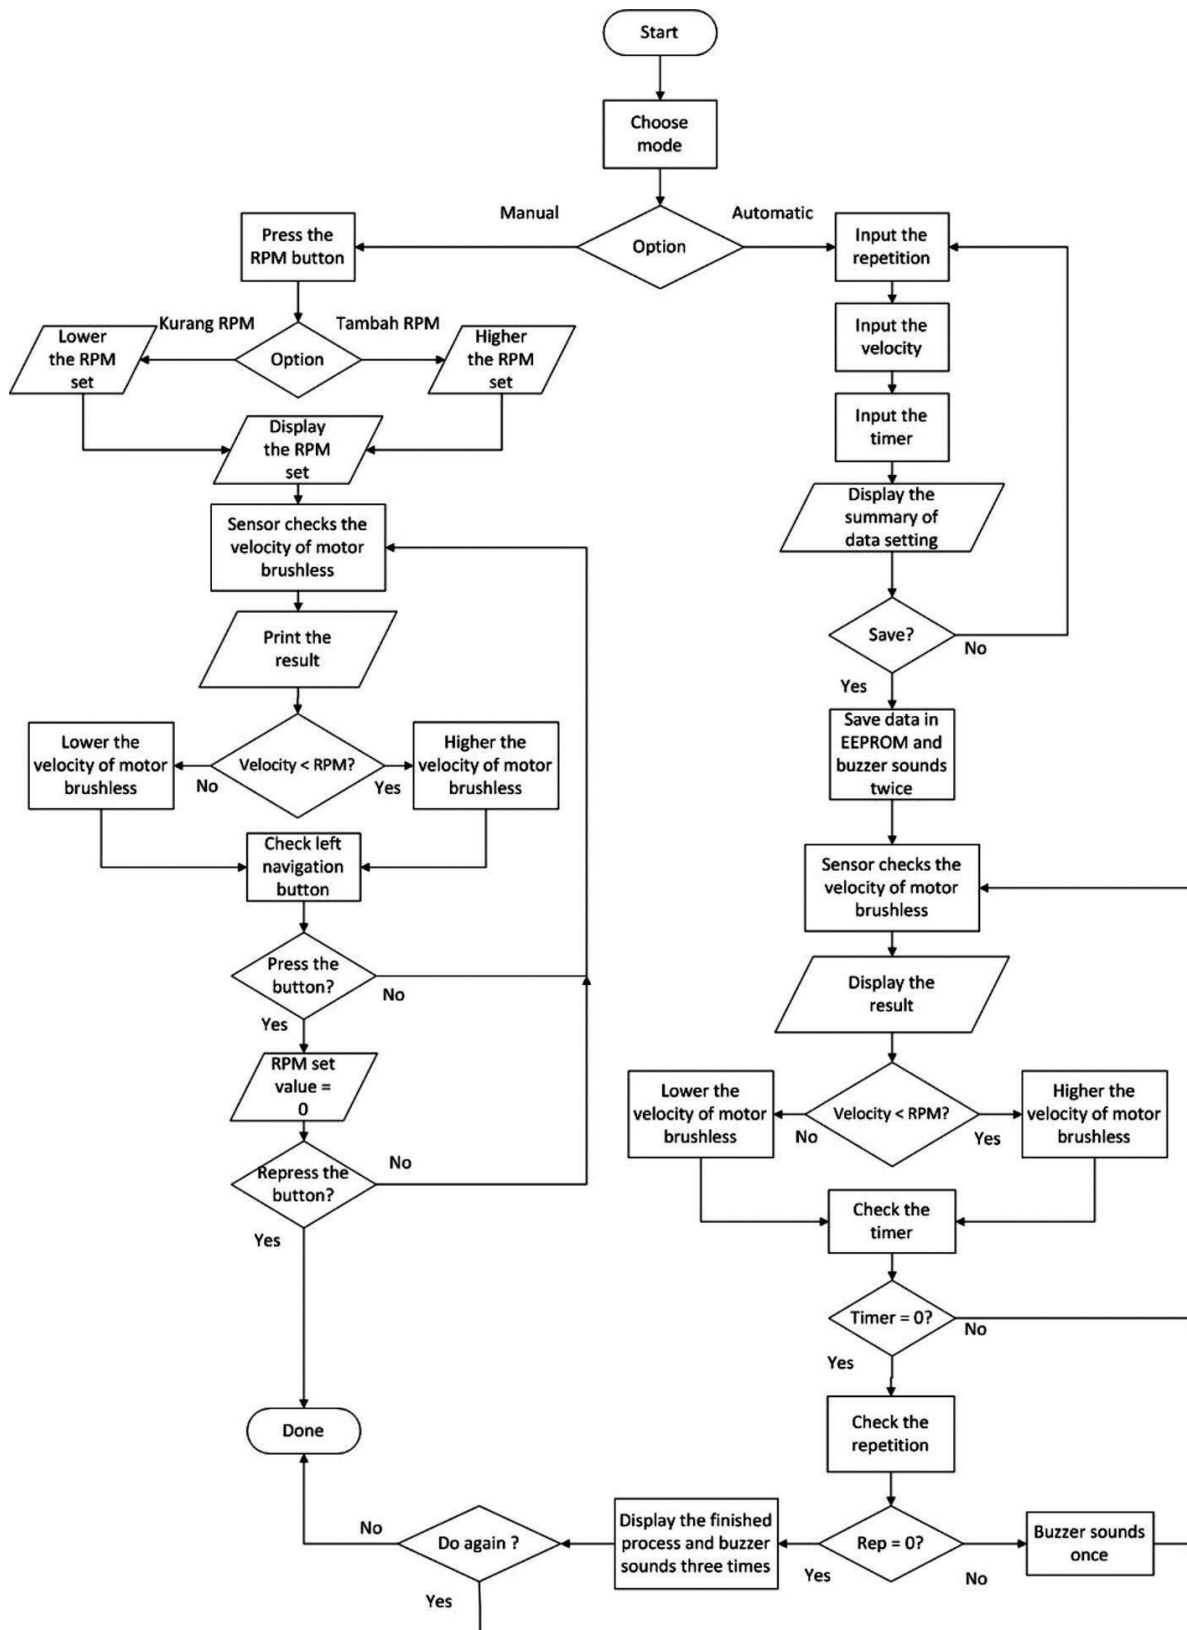 Start
Choose
mode
Manual
Automatic
Option
Press the
RPM button
Kurang RPM
Tambah RPM
Option
Lower
the RPM
set
Higher
the RPM
set
Display
the RPM
set
Sensor checks the
velocity of motor
brushless
Print the
result
Velocity < RPM?
No
Yes
Lower the
velocity of motor
brushless
Higher the
velocity of motor
brushless
Check left
navigation
button
Press the
button?
No
Yes
RPM set
value =
0
Repress the
button?
No
Yes
Done
Input the
repetition
Input the
velocity
Input the
timer
Display the
summary of
data setting
Save?
No
Yes
Save data in
EEPROM and
buzzer sounds
twice
Sensor checks the
velocity of motor
brushless
Display the
result
Velocity < RPM?
No
Yes
Lower the
velocity of motor
brushless
Higher the
velocity of motor
brushless
Check the
timer
Timer = 0?
No
Yes
Check the
repetition
Rep = 0?
Yes
No
Buzzer sounds
once
Display the finished
process and buzzer
sounds three times
Do again ?
No
Yes